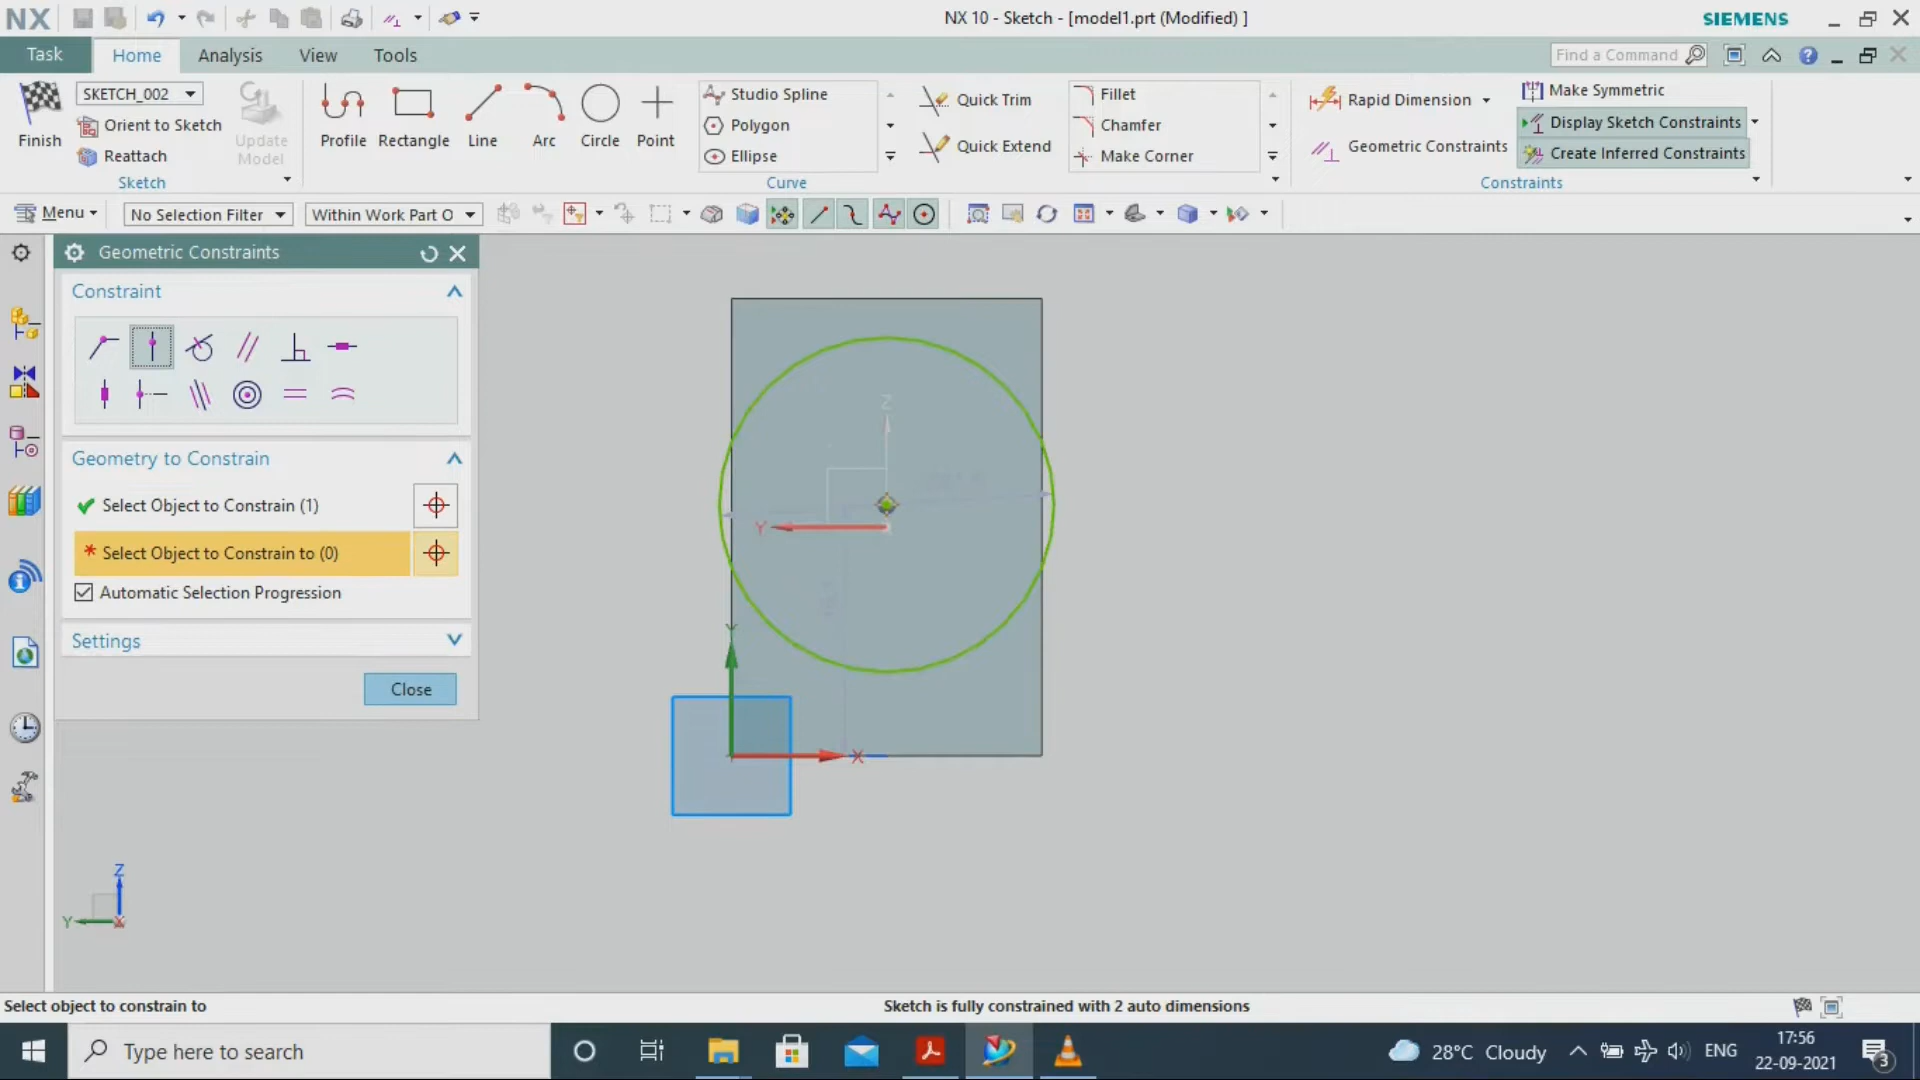 NX
NX 10 - Sketch - [model1.prt (Modified) ]
SIEMENS
Task
Home
Analysis
View
Tools
Find a Command
SKETCH_002
Orient to Sketch
Reattach
Finish
Update
Model
Sketch
Profile
Rectangle
Line
Arc
Circle
Point
Studio Spline
Polygon
Ellipse
Quick Trim
Quick Extend
Fillet
Chamfer
Make Corner
Curve
Rapid Dimension
Geometric Constraints
Make Symmetric
Display Sketch Constraints
Create Inferred Constraints
Constraints
Menu
No Selection Filter
Within Work Part O
Geometric Constraints
Constraint
Geometry to Constrain
Select Object to Constrain (1)
* Select Object to Constrain to (0)
Automatic Selection Progression
Settings
Close
Z
Y
Y
X
Z
Y
X
Select object to constrain to
Sketch is fully constrained with 2 auto dimensions
Type here to search
28°C Cloudy
ENG
17:56
22-09-2021
3